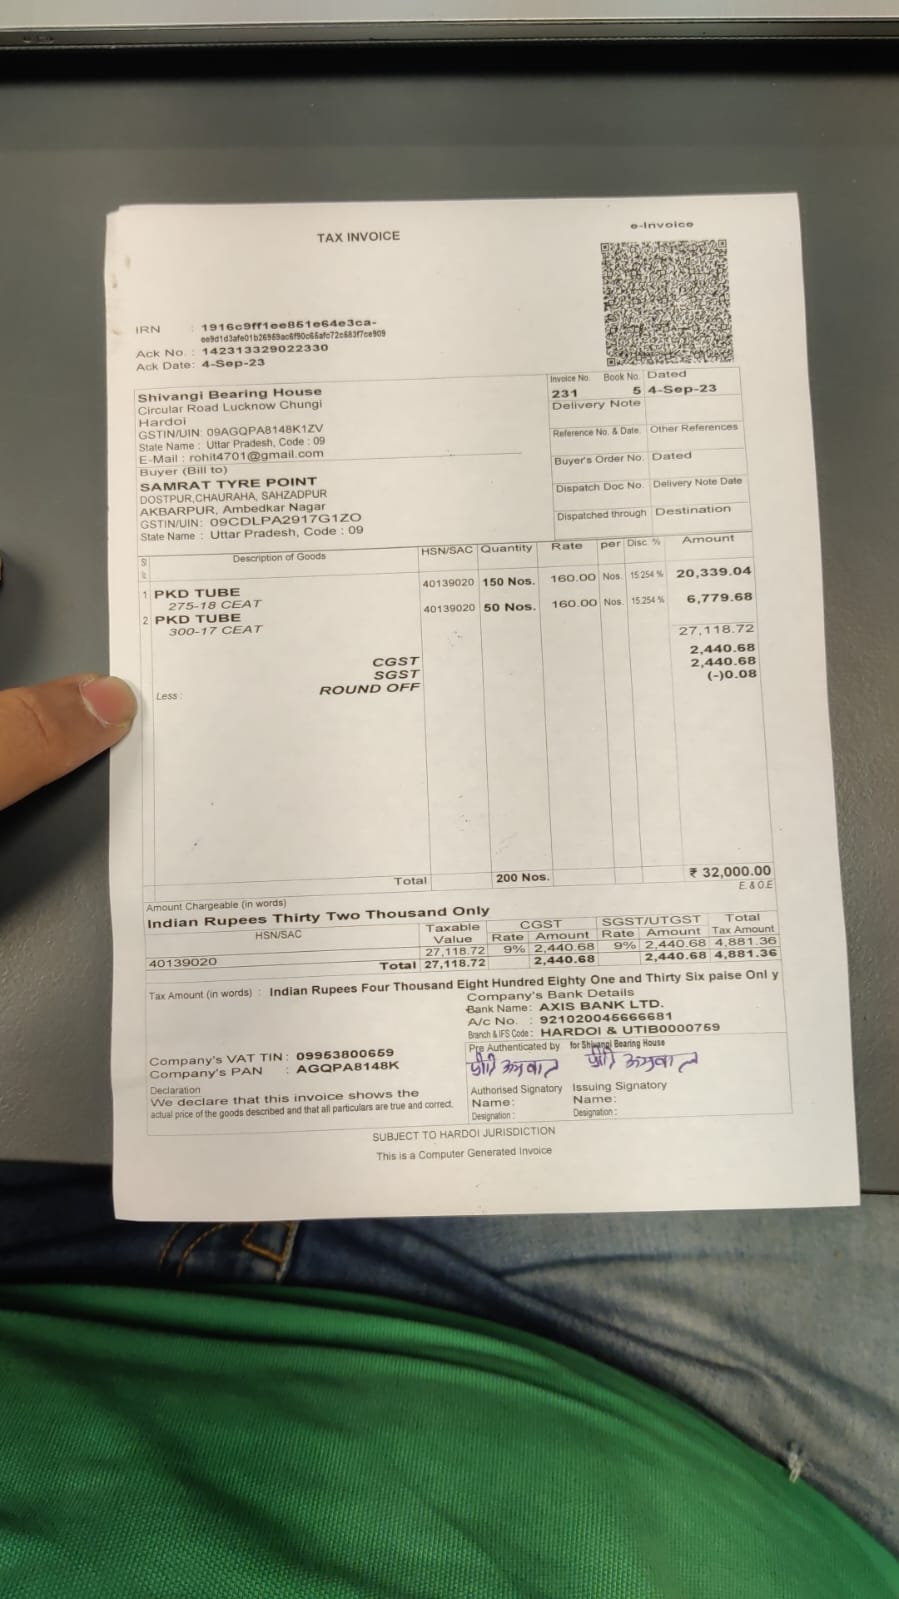 TAX INVOICE
e-Invoice
IRN : 1916c9ff1ee851e64e3ca-
Ack No. : 142313329022330
Ack Date: 4-Sep-23
Shivangi Bearing House
Circular Road Lucknow Chungi
Hardoi
GSTIN/UIN: 09AGQPA8148K1ZV
State Name : Uttar Pradesh, Code : 09
E-Mail : rohit4701@gmail.com
Invoice No. Book No. Dated
231 5 4-Sep-23
Delivery Note
Reference No. & Date. Other References
Buyer's Order No. Dated
Dispatch Doc No. Delivery Note Date
Dispatched through Destination
Buyer (Bill to)
SAMRAT TYRE POINT
DOSTPUR,CHAURAHA, SAHZADPUR
AKBARPUR, Ambedkar Nagar
GSTIN/UIN: 09CDLPA2917G1ZO
State Name : Uttar Pradesh, Code : 09
Sl Description of Goods HSN/SAC Quantity Rate per Disc. % Amount
1 PKD TUBE 40139020 150 Nos. 160.00 Nos. 15.254 % 20,339.04
275-18 CEAT
2 PKD TUBE 40139020 50 Nos. 160.00 Nos. 15.254 % 6,779.68
300-17 CEAT
27,118.72
CGST 2,440.68
SGST 2,440.68
Less : ROUND OFF (-)0.08
Total 200 Nos. ₹ 32,000.00
E. & O.E
Amount Chargeable (in words)
Indian Rupees Thirty Two Thousand Only
HSN/SAC Taxable Value CGST SGST/UTGST Total Tax Amount
Rate Amount Rate Amount
40139020 27,118.72 9% 2,440.68 9% 2,440.68 4,881.36
Total 27,118.72 2,440.68 2,440.68 4,881.36
Tax Amount (in words) : Indian Rupees Four Thousand Eight Hundred Eighty One and Thirty Six paise Onl y
Company's Bank Details
Bank Name: AXIS BANK LTD.
A/c No. : 921020045666681
Branch & IFS Code : HARDOI & UTIB0000759
Company's VAT TIN : 09953800659
Company's PAN : AGQPA8148K
Declaration
We declare that this invoice shows the
actual price of the goods described and that all particulars are true and correct.
Pre Authenticated by for Shivangi Bearing House
Authorised Signatory Issuing Signatory
Name: Name:
Designation : Designation :
SUBJECT TO HARDOI JURISDICTION
This is a Computer Generated Invoice